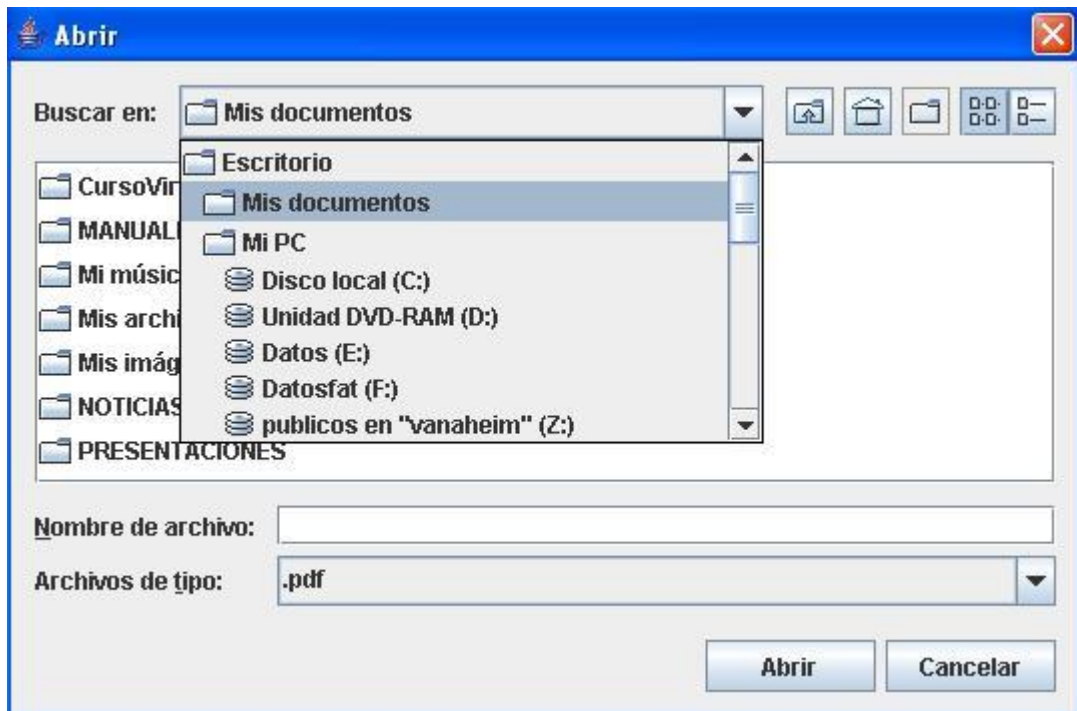 Abrir
Buscar en: Mis documentos
Escritorio
Mis documentos
Mi PC
Disco local (C:)
Unidad DVD-RAM (D:)
Datos (E:)
Datosfat (F:)
publicos en "vanaheim" (Z:)
CursoVir
MANUAL
Mi músic
Mis archi
Mis imág
NOTICIAS
PRESENTACIONES
Nombre de archivo:
Archivos de tipo: .pdf
Abrir Cancelar